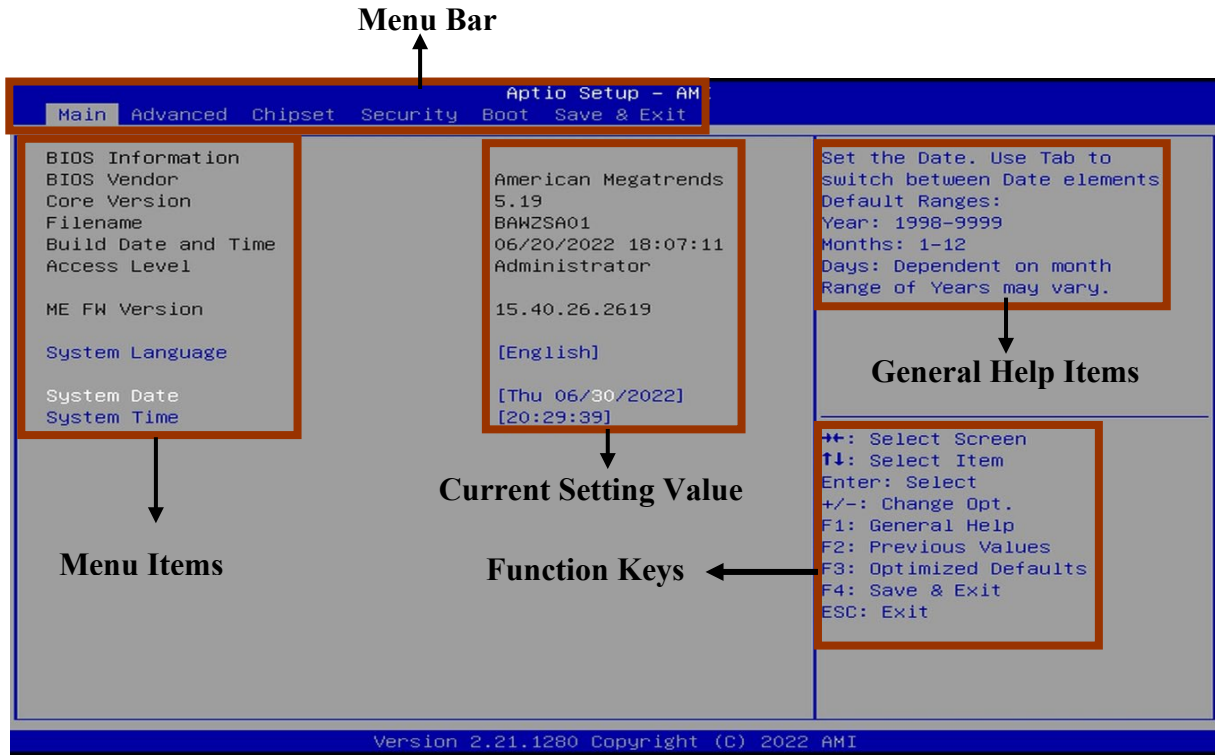 Menu Bar
Aptio Setup – AM
Main Advanced Chipset Security Boot Save & Exit
BIOS Information
BIOS Vendor American Megatrends
Core Version 5.19
Filename BAWZSA01
Build Date and Time 06/20/2022 18:07:11
Access Level Administrator
ME FW Version 15.40.26.2619
System Language [English]
System Date [Thu 06/30/2022]
System Time [20:29:39]
Set the Date. Use Tab to
switch between Date elements
Default Ranges:
Year: 1998-9999
Months: 1-12
Days: Dependent on month
Range of Years may vary.
General Help Items
→←: Select Screen
↑↓: Select Item
Enter: Select
+/-: Change Opt.
F1: General Help
F2: Previous Values
F3: Optimized Defaults
F4: Save & Exit
ESC: Exit
Current Setting Value
Menu Items
Function Keys
Version 2.21.1280 Copyright (C) 2022 AMI